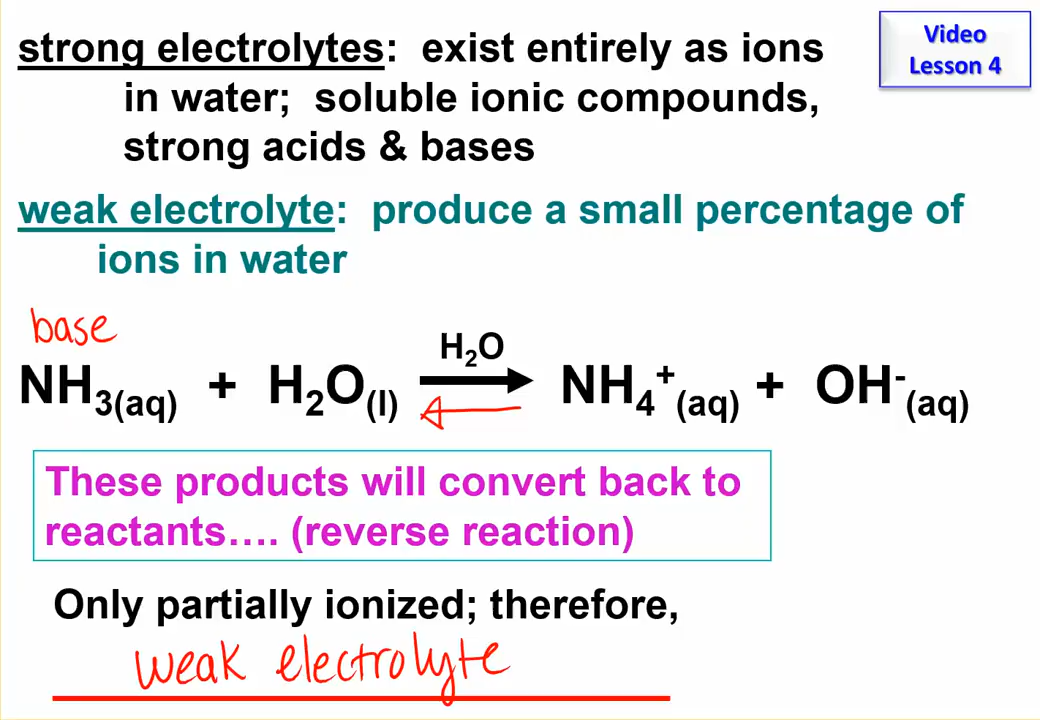 strong electrolytes: exist entirely as ions
in water; soluble ionic compounds,
strong acids & bases
Video
Lesson 4
weak electrolyte: produce a small percentage of
ions in water
base
H₂O
NH₃(aq) + H₂O(l) → NH₄⁺(aq) + OH⁻(aq)
These products will convert back to
reactants…. (reverse reaction)
Only partially ionized; therefore,
weak electrolyte